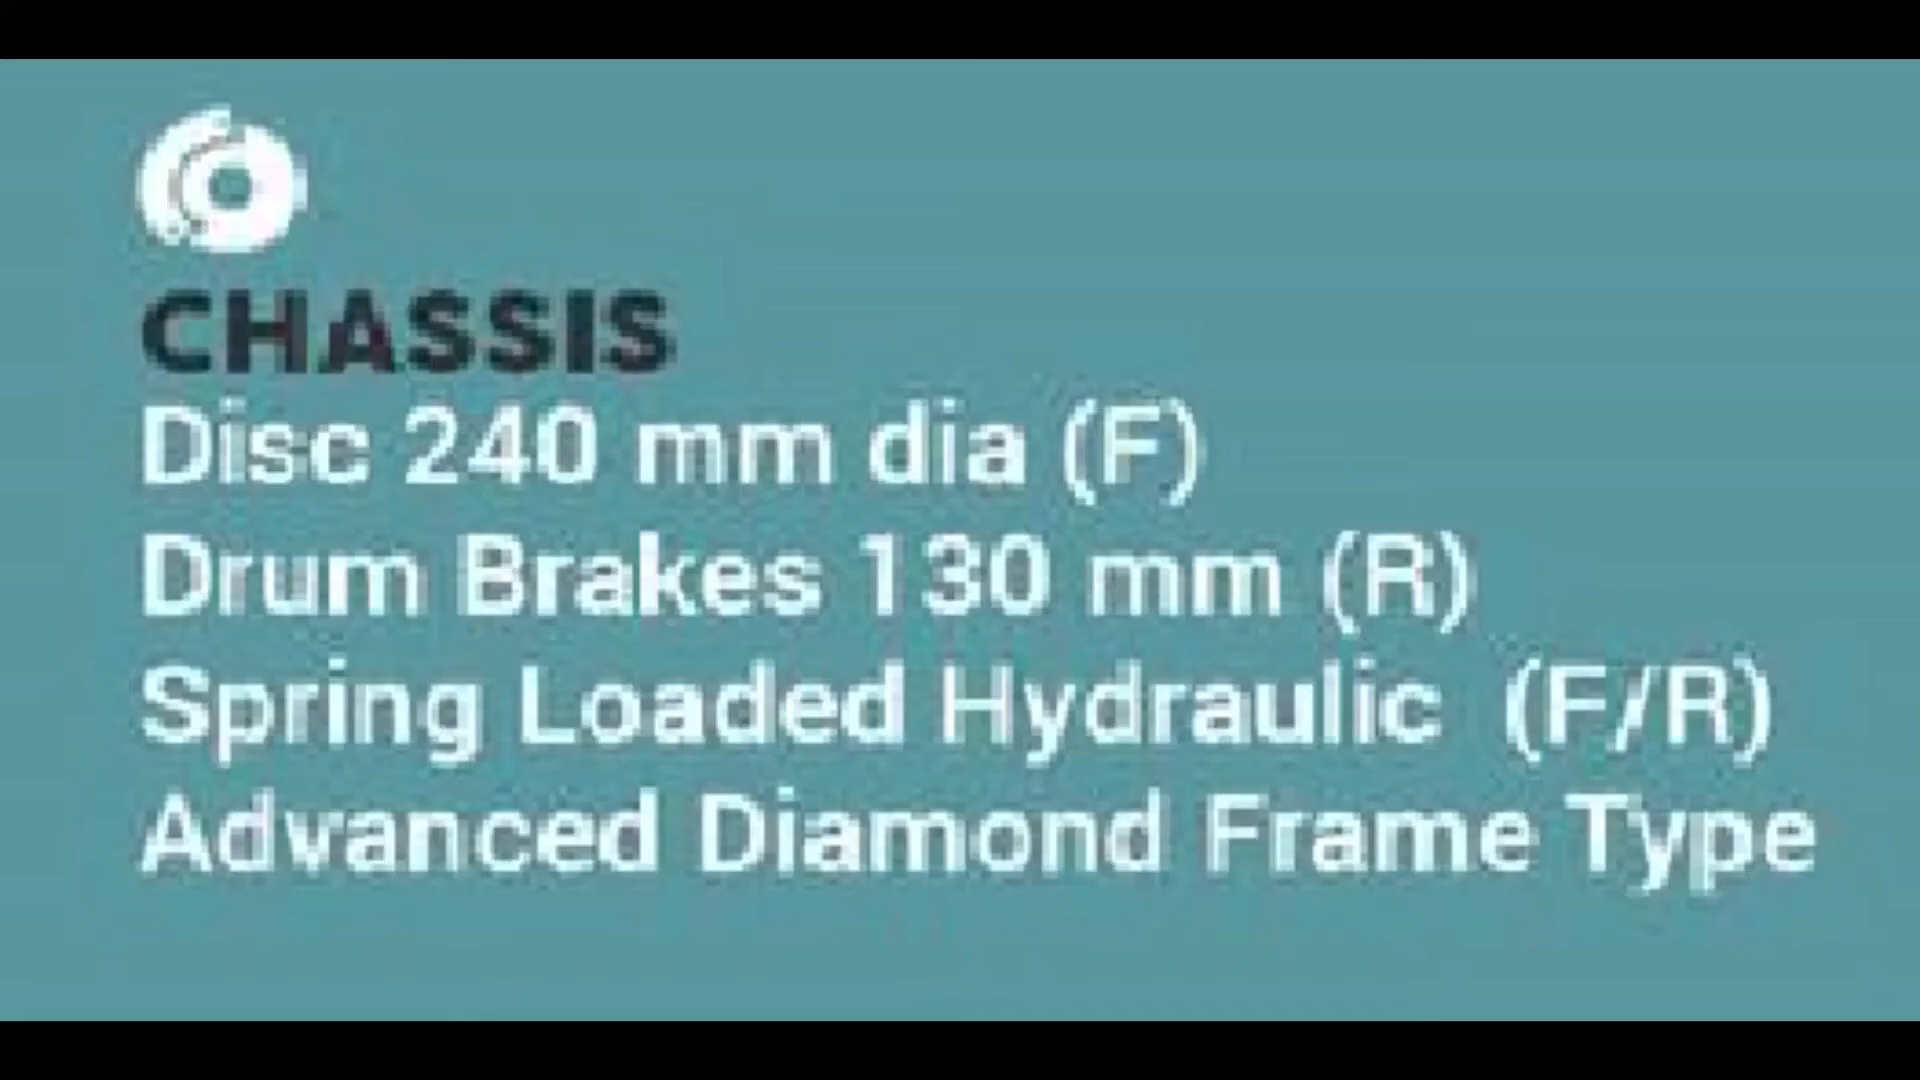 CHASSIS
Disc 240 mm dia (F)
Drum Brakes 130 mm (R)
Spring Loaded Hydraulic (F/R)
Advanced Diamond Frame Type